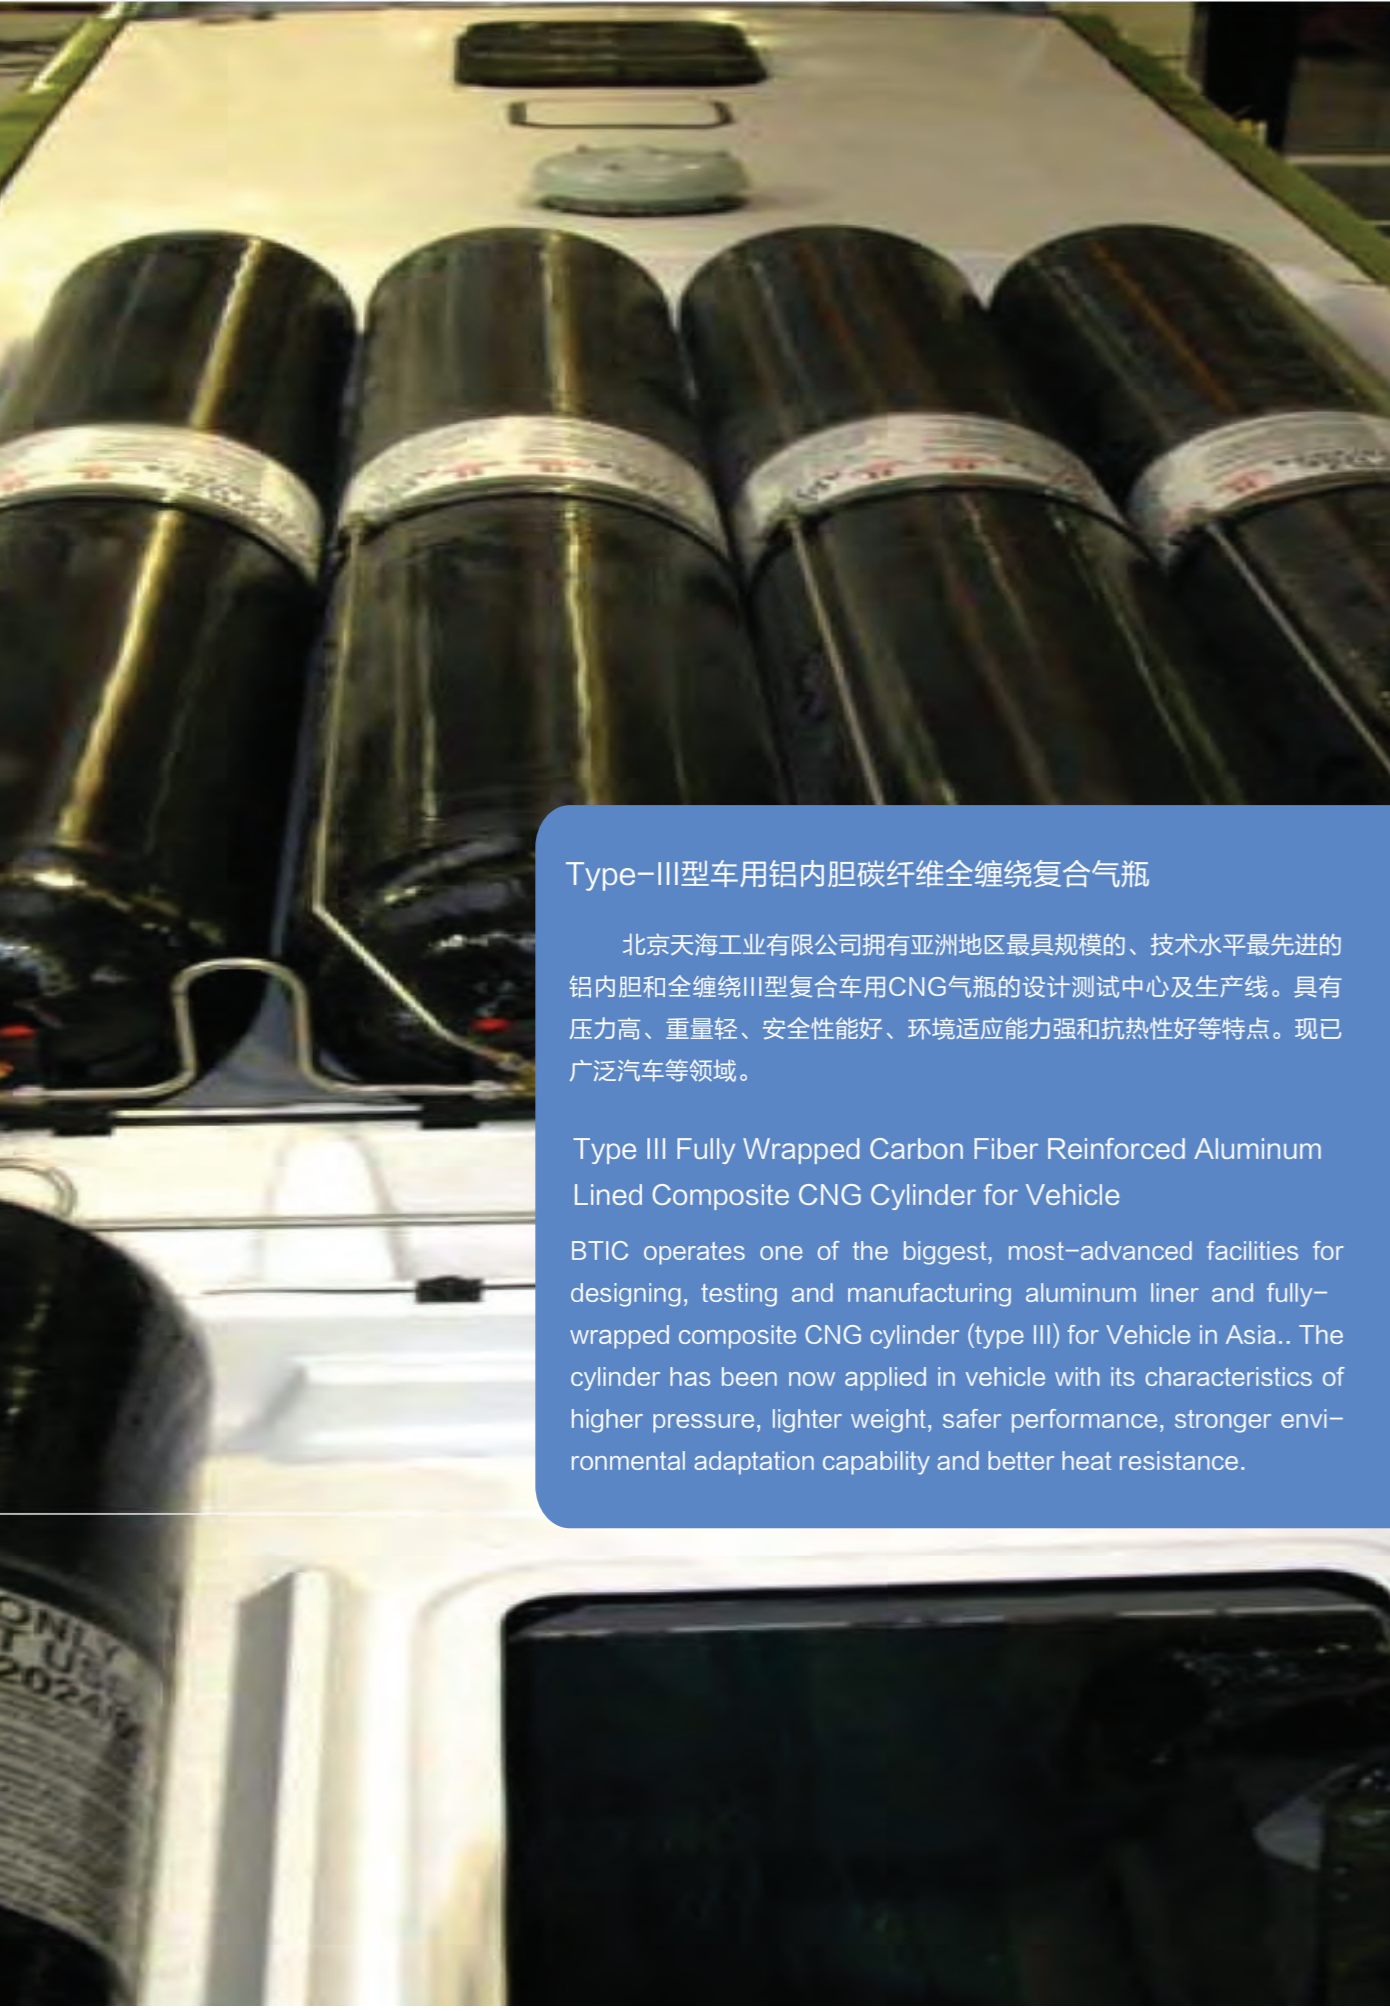 Type-III型车用铝内胆碳纤维全缠绕复合气瓶
北京天海工业有限公司拥有亚洲地区最具规模的、技术水平最先进的
铝内胆和全缠绕III型复合车用CNG气瓶的设计测试中心及生产线。具有
压力高、重量轻、安全性能好、环境适应能力强和抗热性好等特点。现已
广泛汽车等领域。
Type III Fully Wrapped Carbon Fiber Reinforced Aluminum
Lined Composite CNG Cylinder for Vehicle
BTIC operates one of the biggest, most-advanced facilities for
designing, testing and manufacturing aluminum liner and fully-
wrapped composite CNG cylinder (type III) for Vehicle in Asia.. The
cylinder has been now applied in vehicle with its characteristics of
higher pressure, lighter weight, safer performance, stronger envi-
ronmental adaptation capability and better heat resistance.
ONLY